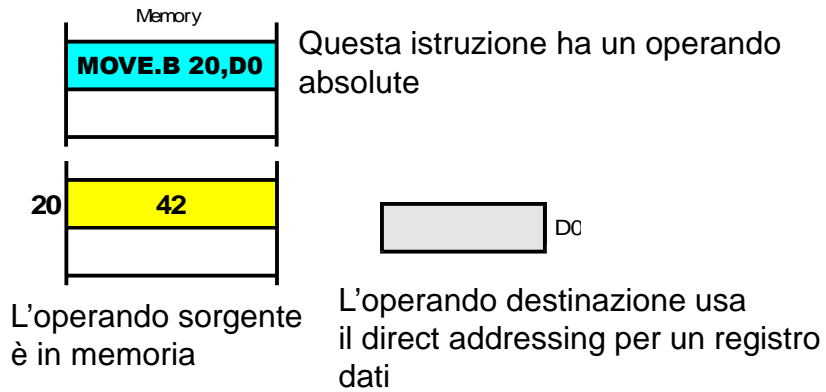 Memory
MOVE.B 20,D0
Questa istruzione ha un operando
absolute
20
42
D0
L'operando sorgente
è in memoria
L'operando destinazione usa
il direct addressing per un registro
dati